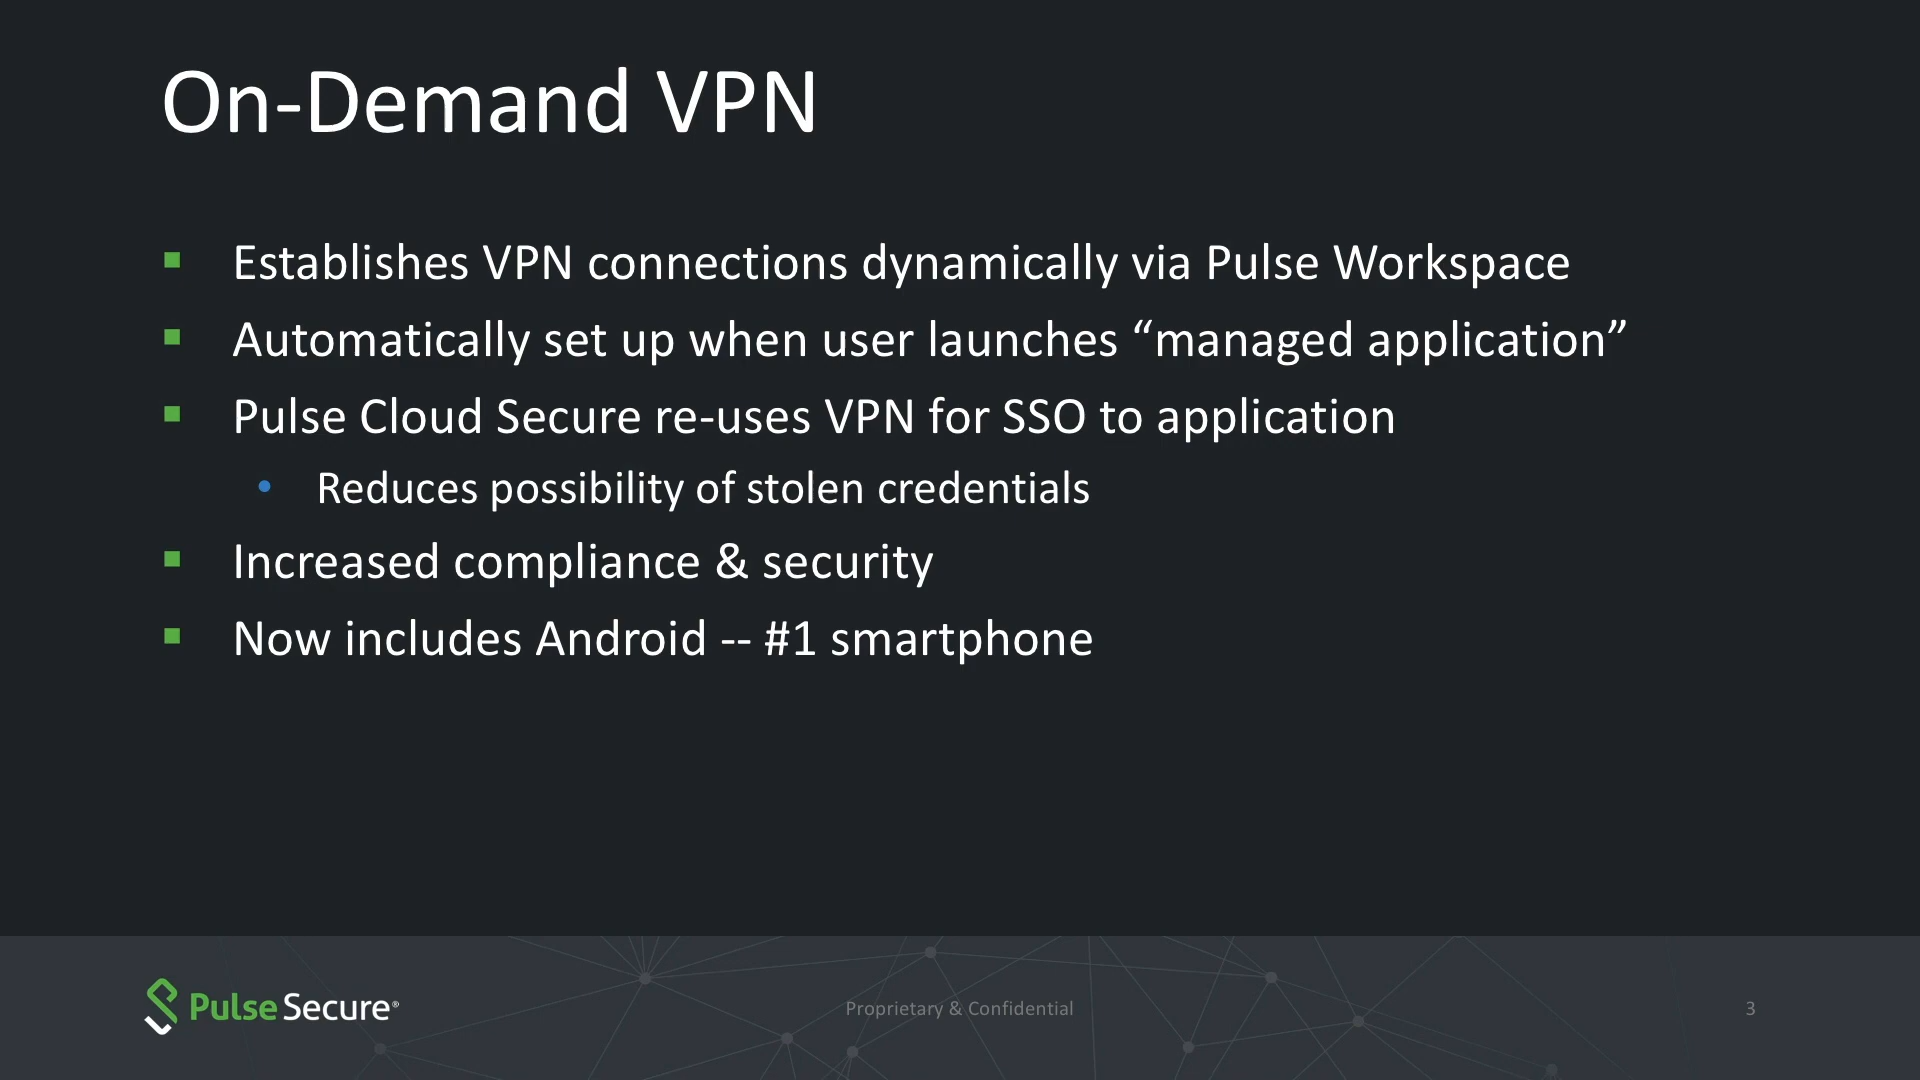 On-Demand VPN
Establishes VPN connections dynamically via Pulse Workspace
Automatically set up when user launches “managed application”
Pulse Cloud Secure re-uses VPN for SSO to application
Reduces possibility of stolen credentials
Increased compliance & security
Now includes Android -- #1 smartphone
Pulse Secure®
Proprietary & Confidential
3